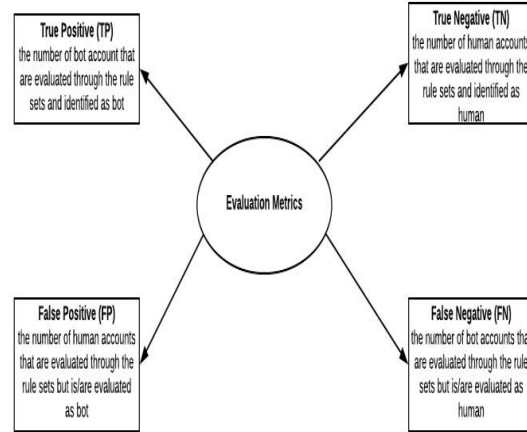 True Positive (TP)
the number of bot account that
are evaluated through the rule
sets and identified as bot
True Negative (TN)
the number of human accounts
that are evaluated through the
rule sets and identified as
human
Evaluation Metrics
False Positive (FP)
the number of human accounts
that are evaluated through the
rule sets but is/are evaluated
as bot
False Negative (FN)
the number of bot accounts tha
are evaluated through the rule
sets but is/are evaluated as
human